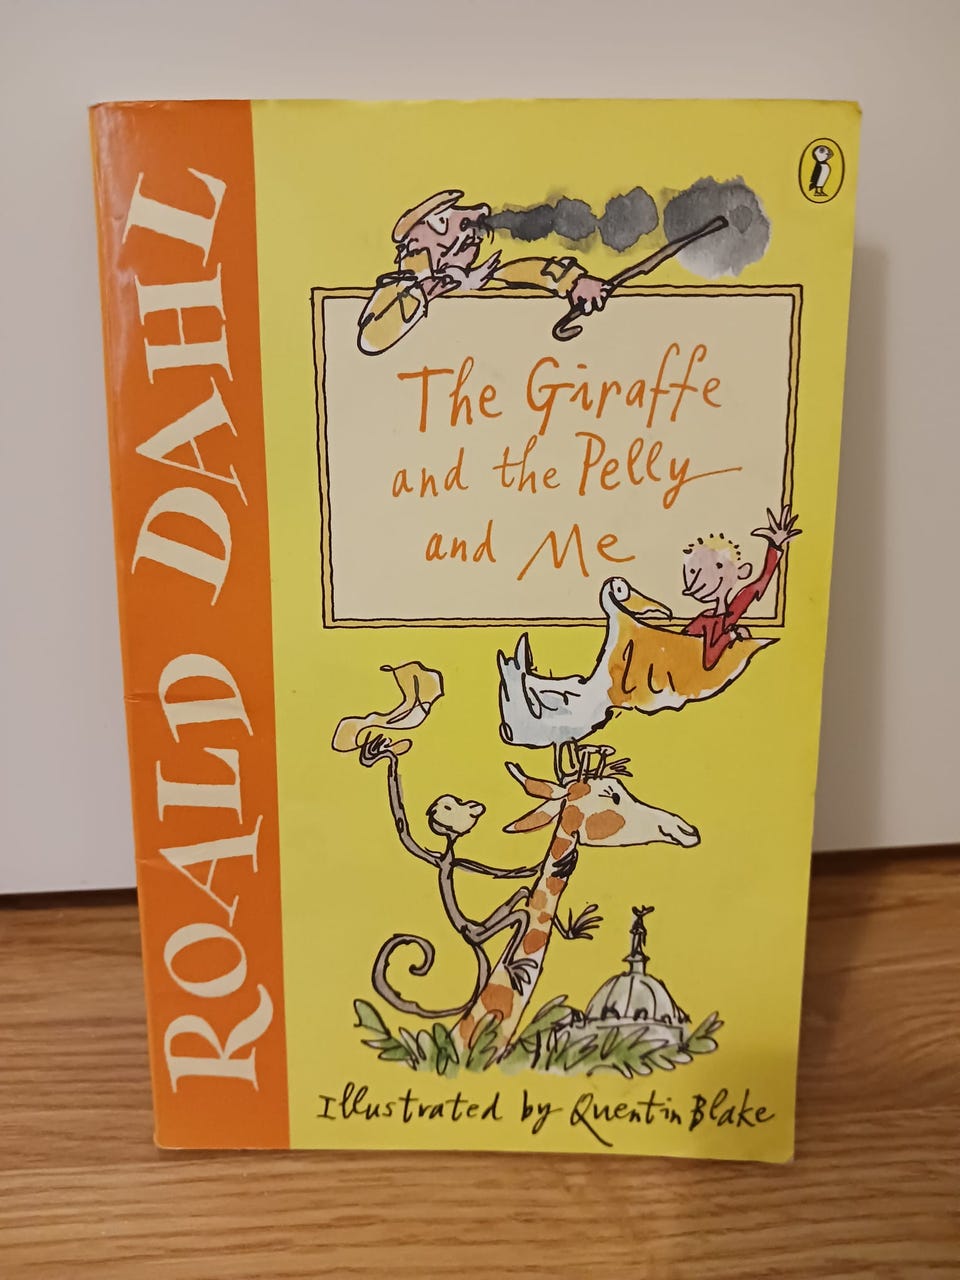 ROALD DAHL
The Giraffe
and the Pelly
and Me
Illustrated by Quentin Blake